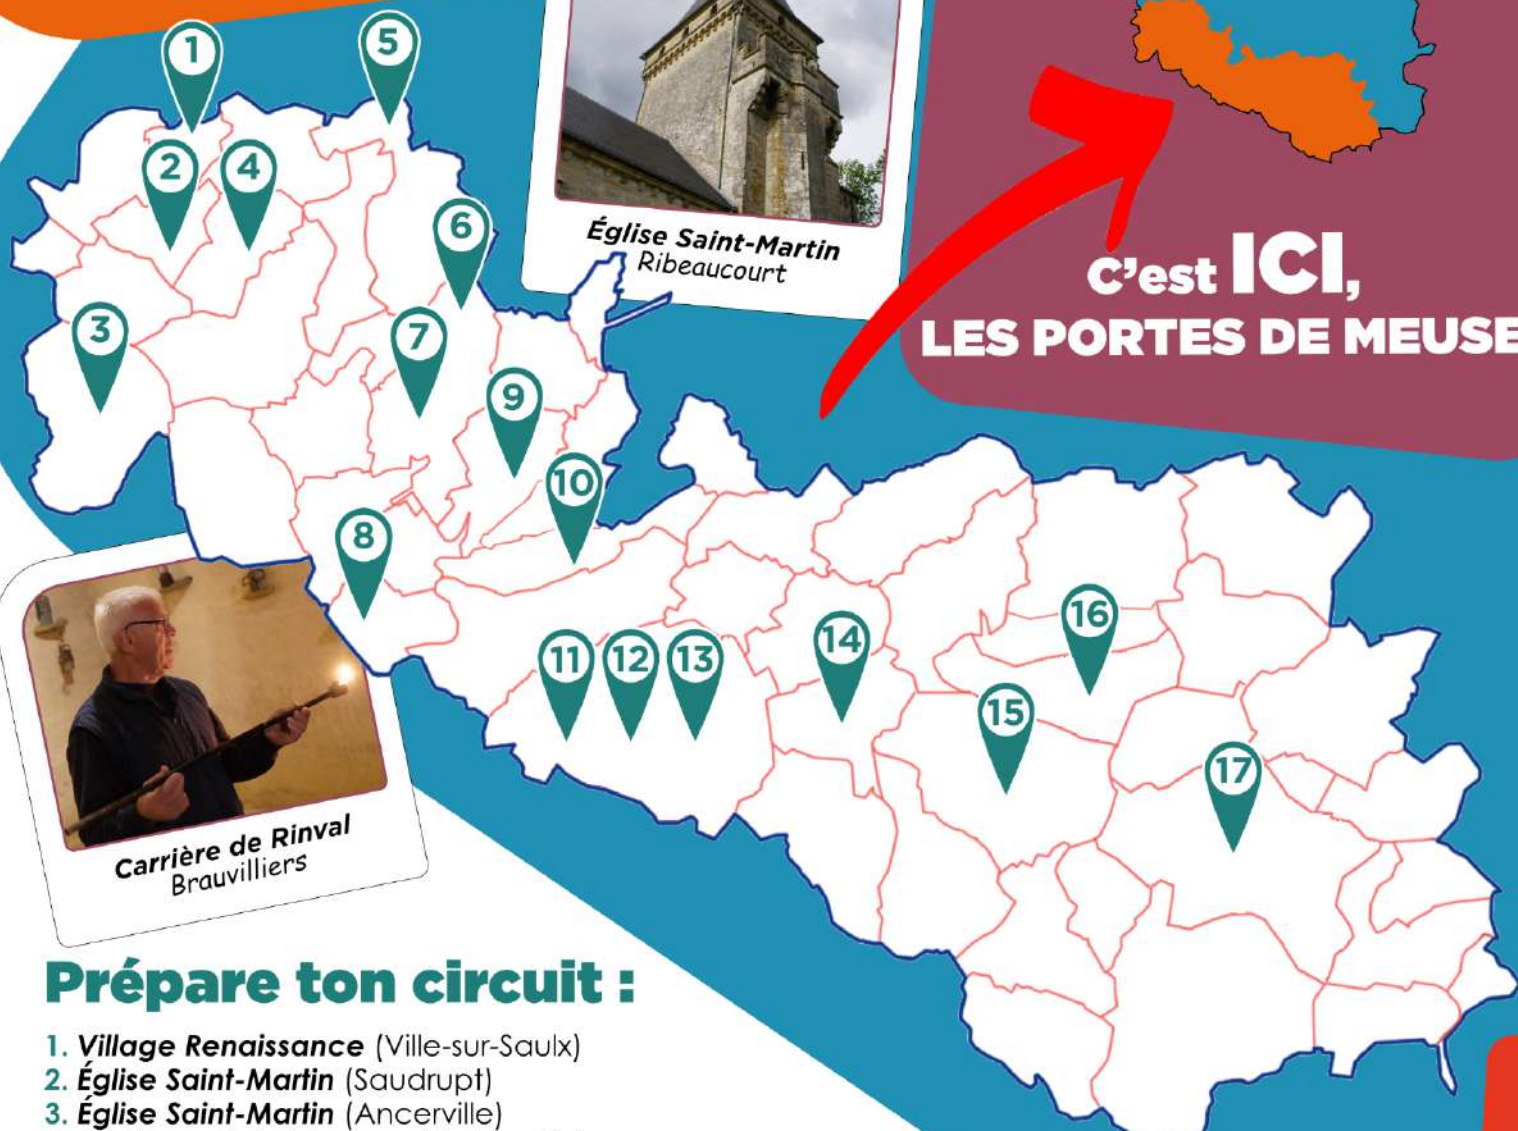 1
5
2
4
6
3
7
9
10
8
11
12
13
14
16
15
17
Église Saint-Martin
Ribeaucourt
C'est ICI,
LES PORTES DE MEUSE
Carrière de Rinval
Brauvilliers
Prépare ton circuit :
1. Village Renaissance (Ville-sur-Saulx)
2. Église Saint-Martin (Saudrupt)
3. Église Saint-Martin (Ancerville)